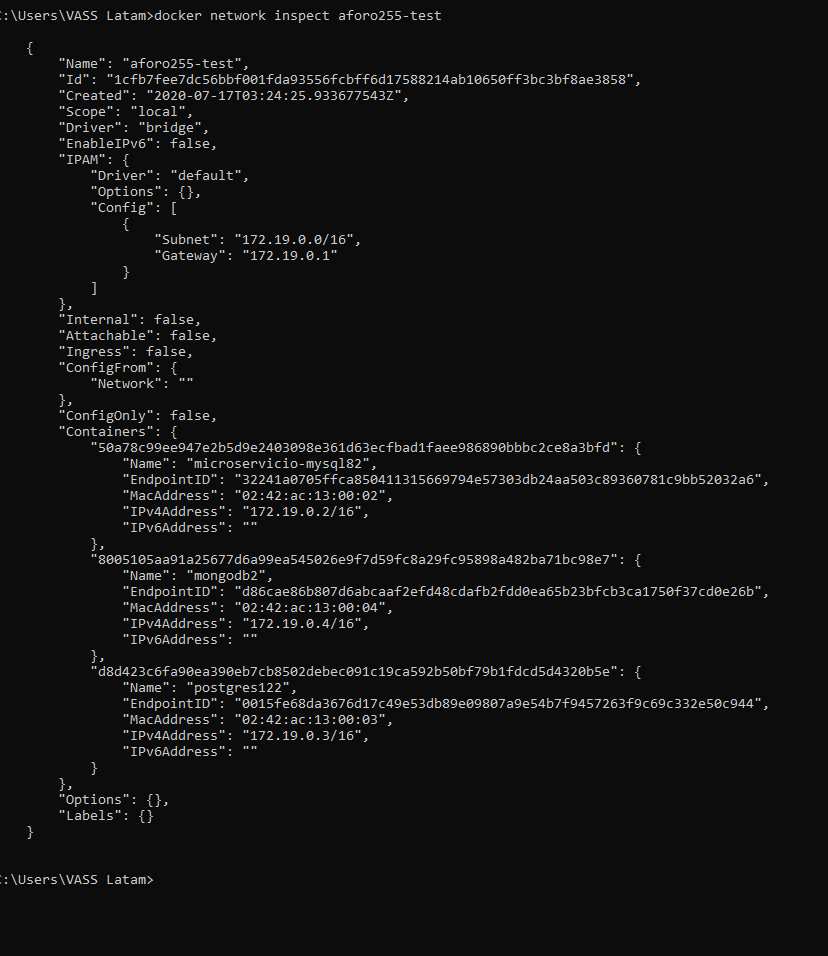 :\Users\VASS Latam>docker network inspect aforo255-test
{
"Name": "aforo255-test",
"Id": "1cfb7fee7dc56bbf001fda93556fcbff6d17588214ab10650ff3bc3bf8ae3858",
"Created": "2020-07-17T03:24:25.933677543Z",
"Scope": "local",
"Driver": "bridge",
"EnableIPv6": false,
"IPAM": {
"Driver": "default",
"Options": {},
"Config": [
{
"Subnet": "172.19.0.0/16",
"Gateway": "172.19.0.1"
}
]
},
"Internal": false,
"Attachable": false,
"Ingress": false,
"ConfigFrom": {
"Network": ""
},
"ConfigOnly": false,
"Containers": {
"50a78c99ee947e2b5d9e2403098e361d63ecfbad1faee986890bbbc2ce8a3bfd": {
"Name": "microservicio-mysql82",
"EndpointID": "32241a0705ffca850411315669794e57303db24aa503c89360781c9bb52032a6",
"MacAddress": "02:42:ac:13:00:02",
"IPv4Address": "172.19.0.2/16",
"IPv6Address": ""
},
"8005105aa91a25677d6a99ea545026e9f7d59fc8a29fc95898a482ba71bc98e7": {
"Name": "mongodb2",
"EndpointID": "d86cae86b807d6abcaaf2efd48cdafb2fdd0ea65b23bfcb3ca1750f37cd0e26b",
"MacAddress": "02:42:ac:13:00:04",
"IPv4Address": "172.19.0.4/16",
"IPv6Address": ""
},
"d8d423c6fa90ea390eb7cb8502debec091c19ca592b50bf79b1fdcd5d4320b5e": {
"Name": "postgres122",
"EndpointID": "0015fe68da3676d17c49e53db89e09807a9e54b7f9457263f9c69c332e50c944",
"MacAddress": "02:42:ac:13:00:03",
"IPv4Address": "172.19.0.3/16",
"IPv6Address": ""
}
},
"Options": {},
"Labels": {}
}
:\Users\VASS Latam>